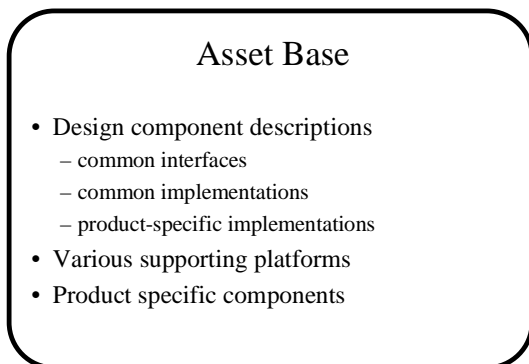 Asset Base
• Design component descriptions
– common interfaces
– common implementations
– product-specific implementations
• Various supporting platforms
• Product specific components